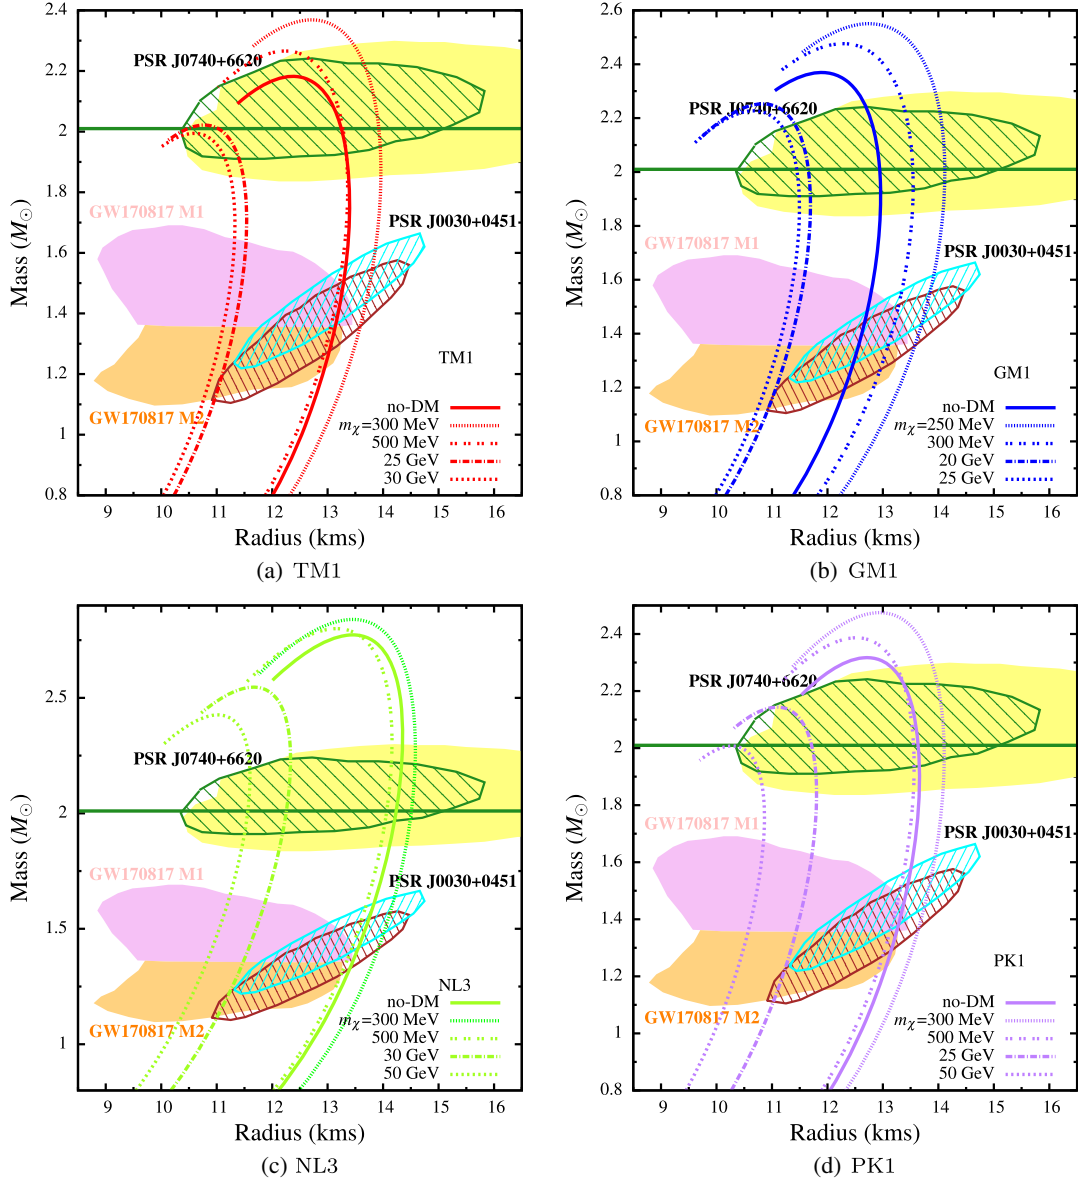 2.4
2.2
2
1.8
1.6
1.4
1.2
1
0.8
Mass (M⊙)
PSR J0740+6620
GW170817 M1
PSR J0030+0451
GW170817 M2
TM1
no-DM
mχ=300 MeV
500 MeV
25 GeV
30 GeV
9 10 11 12 13 14 15 16
Radius (kms)
(a) TM1
2.6
2.4
2.2
2
1.8
1.6
1.4
1.2
1
0.8
Mass (M⊙)
PSR J0740+6620
GW170817 M1
PSR J0030+0451
GW170817 M2
GM1
no-DM
mχ=250 MeV
300 MeV
20 GeV
25 GeV
9 10 11 12 13 14 15 16
Radius (kms)
(b) GM1
2.5
2
1.5
1
Mass (M⊙)
PSR J0740+6620
GW170817 M1
PSR J0030+0451
GW170817 M2
NL3
no-DM
mχ=300 MeV
500 MeV
30 GeV
50 GeV
9 10 11 12 13 14 15 16
Radius (kms)
(c) NL3
2.4
2.2
2
1.8
1.6
1.4
1.2
1
0.8
Mass (M⊙)
PSR J0740+6620
GW170817 M1
PSR J0030+0451
GW170817 M2
PK1
no-DM
mχ=300 MeV
500 MeV
25 GeV
50 GeV
9 10 11 12 13 14 15 16
Radius (kms)
(d) PK1